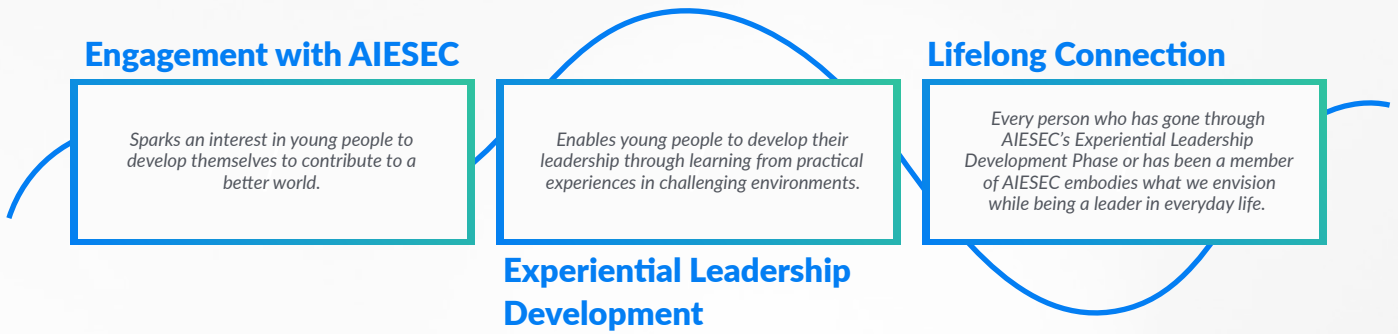 Engagement with AIESEC
Sparks an interest in young people to
develop themselves to contribute to a
better world.
Enables young people to develop their
leadership through learning from practical
experiences in challenging environments.
Experiential Leadership
Development
Lifelong Connection
Every person who has gone through
AIESEC's Experiential Leadership
Development Phase or has been a member
of AIESEC embodies what we envision
while being a leader in everyday life.